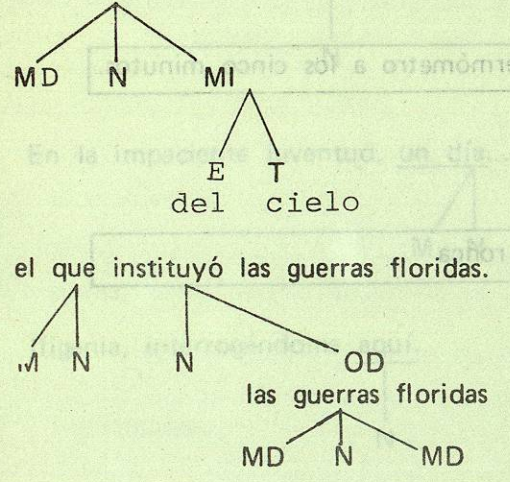 MD N MI
E T
del cielo
el que instituyó las guerras floridas.
M N N OD
las guerras floridas
MD N MD